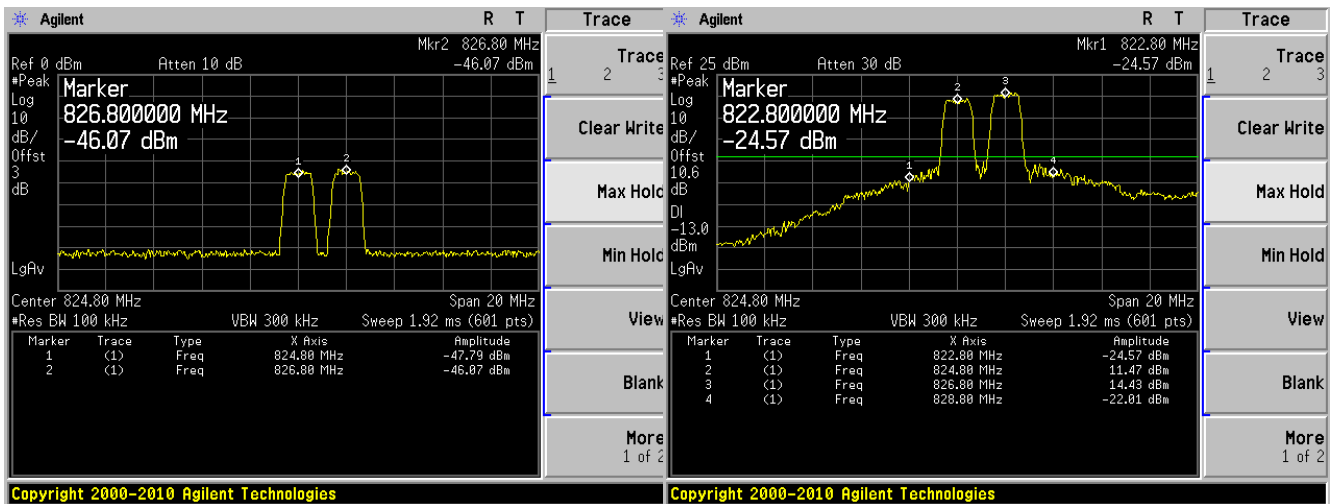 Agilent R T Trace
Mkr2 826.80 MHz
Ref 0 dBm Atten 10 dB -46.07 dBm
#Peak
Log
10
dB/
Offst
3
dB
LgAv
Marker
826.800000 MHz
-46.07 dBm
1 2
Center 824.80 MHz Span 20 MHz
#Res BW 100 kHz VBW 300 kHz Sweep 1.92 ms (601 pts)
Marker Trace Type X Axis Amplitude
1 (1) Freq 824.80 MHz -47.79 dBm
2 (1) Freq 826.80 MHz -46.07 dBm
Trace
1 2 3
Clear Write
Max Hold
Min Hold
View
Blank
More
1 of 2
Copyright 2000-2010 Agilent Technologies
Agilent R T Trace
Mkr1 822.80 MHz
Ref 25 dBm Atten 30 dB -24.57 dBm
#Peak
Log
10
dB/
Offst
10.6
dB
DI
-13.0
dBm
LgAv
Marker
822.800000 MHz
-24.57 dBm
1 2 3 4
Center 824.80 MHz Span 20 MHz
#Res BW 100 kHz VBW 300 kHz Sweep 1.92 ms (601 pts)
Marker Trace Type X Axis Amplitude
1 (1) Freq 822.80 MHz -24.57 dBm
2 (1) Freq 824.80 MHz 11.47 dBm
3 (1) Freq 826.80 MHz 14.43 dBm
4 (1) Freq 828.80 MHz -22.01 dBm
Trace
1 2 3
Clear Write
Max Hold
Min Hold
View
Blank
More
1 of 2
Copyright 2000-2010 Agilent Technologies